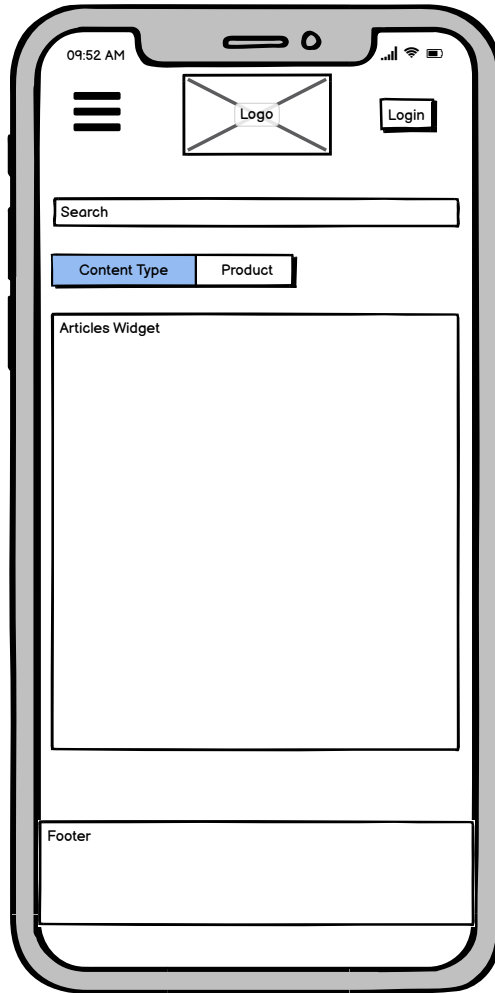 09:52 AM
Logo
Login
Search
Content Type
Product
Articles Widget
Footer